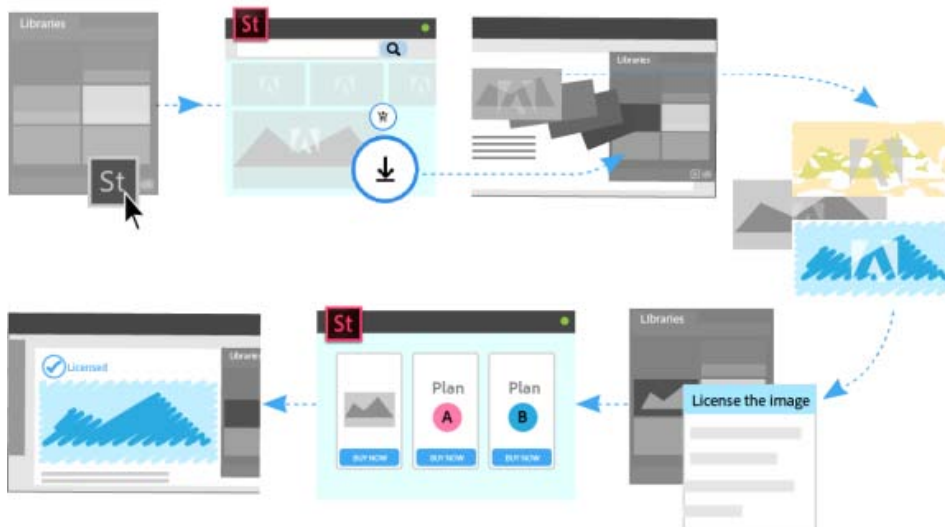 Libraries
St
St
Libraries
License the image
Libraries
St
Plan
A
Plan
B
BUY NOW
BUY NOW
BUY NOW
Licensed
Libraries